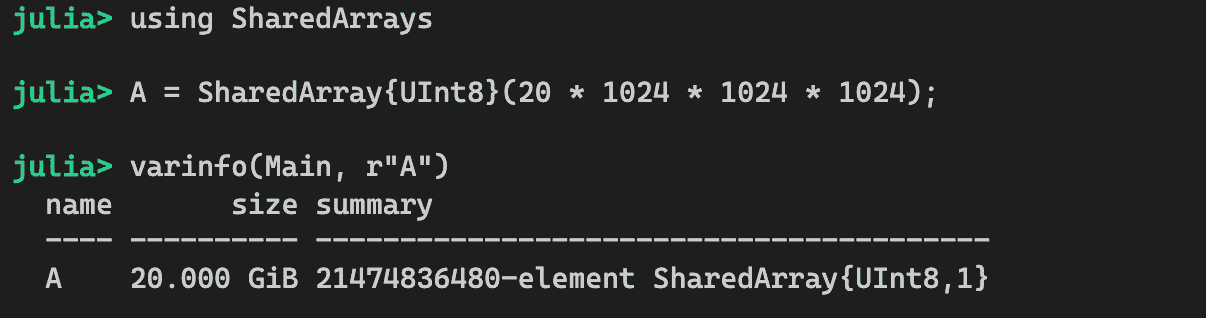 julia> using SharedArrays
julia> A = SharedArray{UInt8}(20 * 1024 * 1024 * 1024);
julia> varinfo(Main, r"A")
name size summary
---- ---------- ----------------------------------------
A 20.000 GiB 21474836480-element SharedArray{UInt8,1}